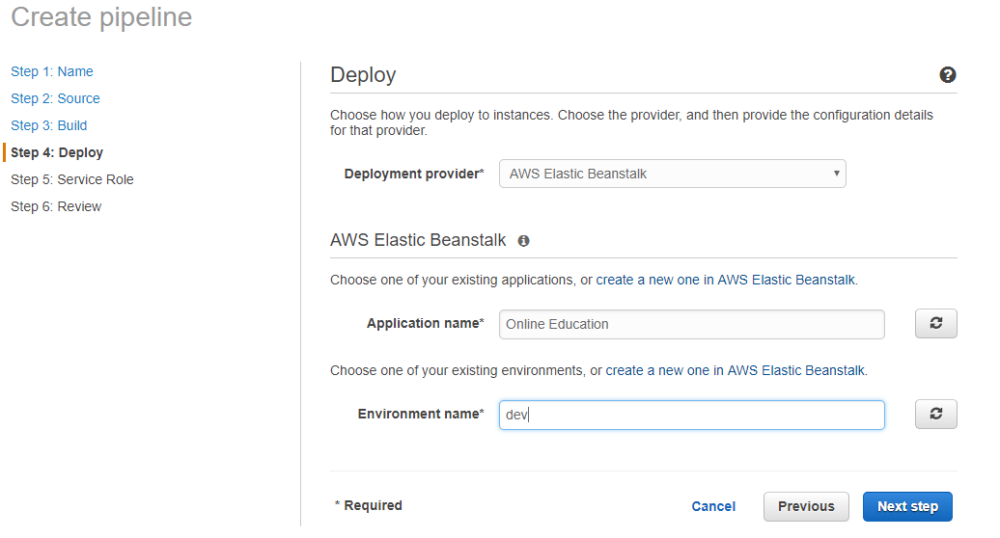 Create pipeline
Step 1: Name
Step 2: Source
Step 3: Build
Step 4: Deploy
Step 5: Service Role
Step 6: Review
Deploy
Choose how you deploy to instances. Choose the provider, and then provide the configuration details
for that provider.
Deployment provider* AWS Elastic Beanstalk
AWS Elastic Beanstalk
Choose one of your existing applications, or create a new one in AWS Elastic Beanstalk.
Application name* Online Education
Choose one of your existing environments, or create a new one in AWS Elastic Beanstalk.
Environment name* dev
* Required Cancel Previous Next step